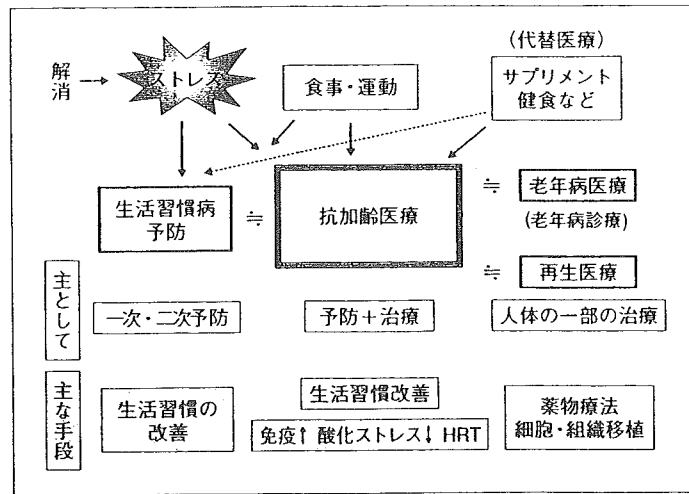 (代替医療)
解消
ストレス
食事・運動
サプリメント
健食など
生活習慣病
予防
≒
抗加齢医療
≒
老年病医療
(老年病診療)
≒
再生医療
主として
一次・二次予防
予防+治療
人体の一部の治療
主な手段
生活習慣の
改善
生活習慣改善
免疫↑ 酸化ストレス↓ HRT
薬物療法
細胞・組織移植